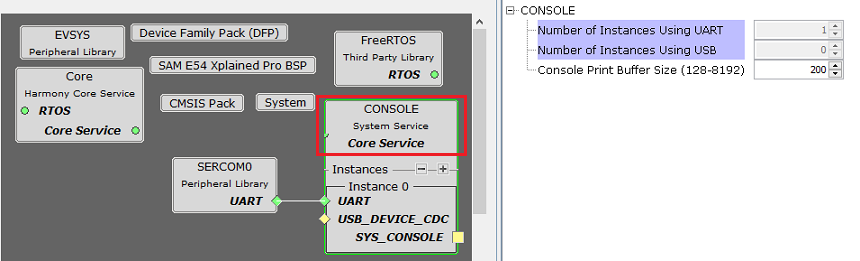 EVSYS
Peripheral Library
Device Family Pack (DFP)
FreeRTOS
Third Party Library
RTOS
SAM E54 Xplained Pro BSP
Core
Harmony Core Service
RTOS
Core Service
CMSIS Pack
System
CONSOLE
System Service
Core Service
SERCOM0
Peripheral Library
UART
Instances
Instance 0
UART
USB_DEVICE_CDC
SYS_CONSOLE
CONSOLE
Number of Instances Using UART 1
Number of Instances Using USB 0
Console Print Buffer Size (128-8192) 200